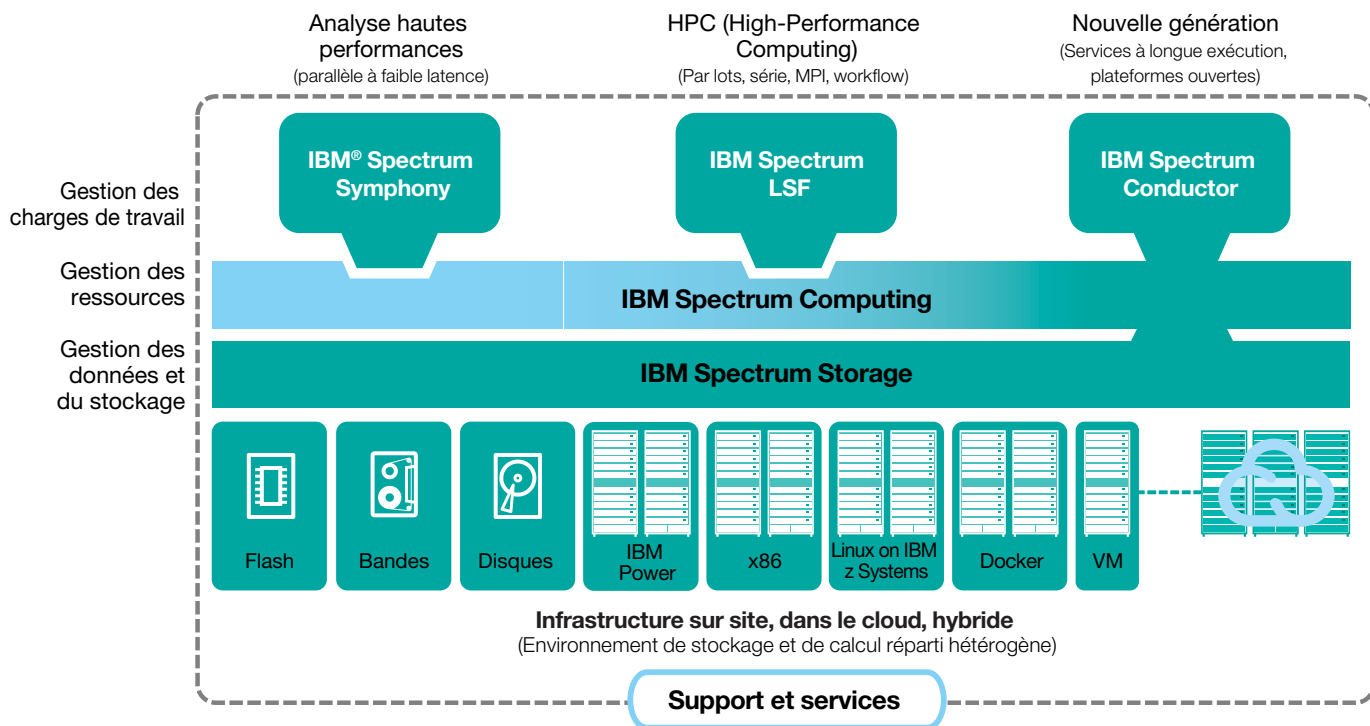 Analyse hautes
performances
(parallèle à faible latence)
HPC (High-Performance
Computing)
(Par lots, série, MPI, workflow)
Nouvelle génération
(Services à longue exécution,
plateformes ouvertes)
Gestion des
charges de travail
IBM® Spectrum
Symphony
IBM Spectrum
LSF
IBM Spectrum
Conductor
Gestion des
ressources
IBM Spectrum Computing
Gestion des
données et
du stockage
IBM Spectrum Storage
Flash
Bandes
Disques
IBM
Power
x86
Linux on IBM
z Systems
Docker
VM
Infrastructure sur site, dans le cloud, hybride
(Environnement de stockage et de calcul réparti hétérogène)
Support et services